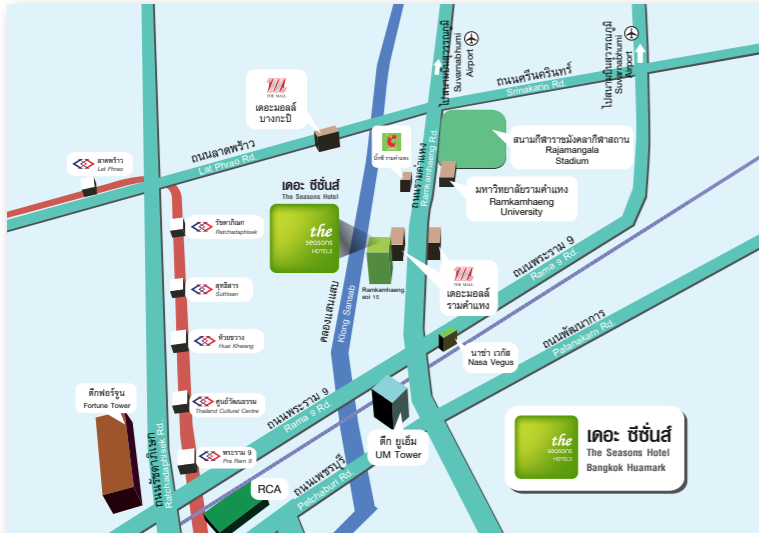 ไปสนามบินสุวรรณภูมิ
Suvarnabhumi
Airport
ไปสนามบินสุวรรณภูมิ
Suvarnabhumi
Airport
ถนนศรีนครินทร์
Srinakarin Rd.
THE MALL
เดอะมอลล์
บางกะปิ
ถนนลาดพร้าว
Lat Phrao Rd.
ลาดพร้าว
Lat Phrao
บิ๊กซี รามคำแหง
ถนนรามคำแหง
Ramkamhaeng Rd.
สนามกีฬาราชมังคลากีฬาสถาน
Rajamangala
Stadium
มหาวิทยาลัยรามคำแหง
Ramkamhaeng
University
เดอะ ซีซั่นส์
The Seasons Hotel
the
seasons
HOTELS
รัชดาภิเษก
Ratchadaphisek
สุทธิสาร
Suthisan
ห้วยขวาง
Huai Khwang
ศูนย์วัฒนธรรม
Thailand Cultural Centre
พระราม 9
Pra Ram 9
Ramkamhaeng
soi 15
THE MALL
เดอะมอลล์
รามคำแหง
คลองแสนแสบ
Klong Sansab
ถนนพระราม 9
Rama 9 Rd.
ถนนพัฒนาการ
Patanakarn Rd.
นาซ่า เวกัส
Nasa Vegus
ตึกฟอร์จูน
Fortune Tower
ถนนรัชดาภิเษก
Ratchadaphisek Rd.
ถนนพระราม 9
Rama 9 Rd.
ตึก ยูเอ็ม
UM Tower
RCA
ถนนเพชรบุรี
Petchaburi Rd.
the
seasons
HOTELS
เดอะ ซีซั่นส์
The Seasons Hotel
Bangkok Huamark